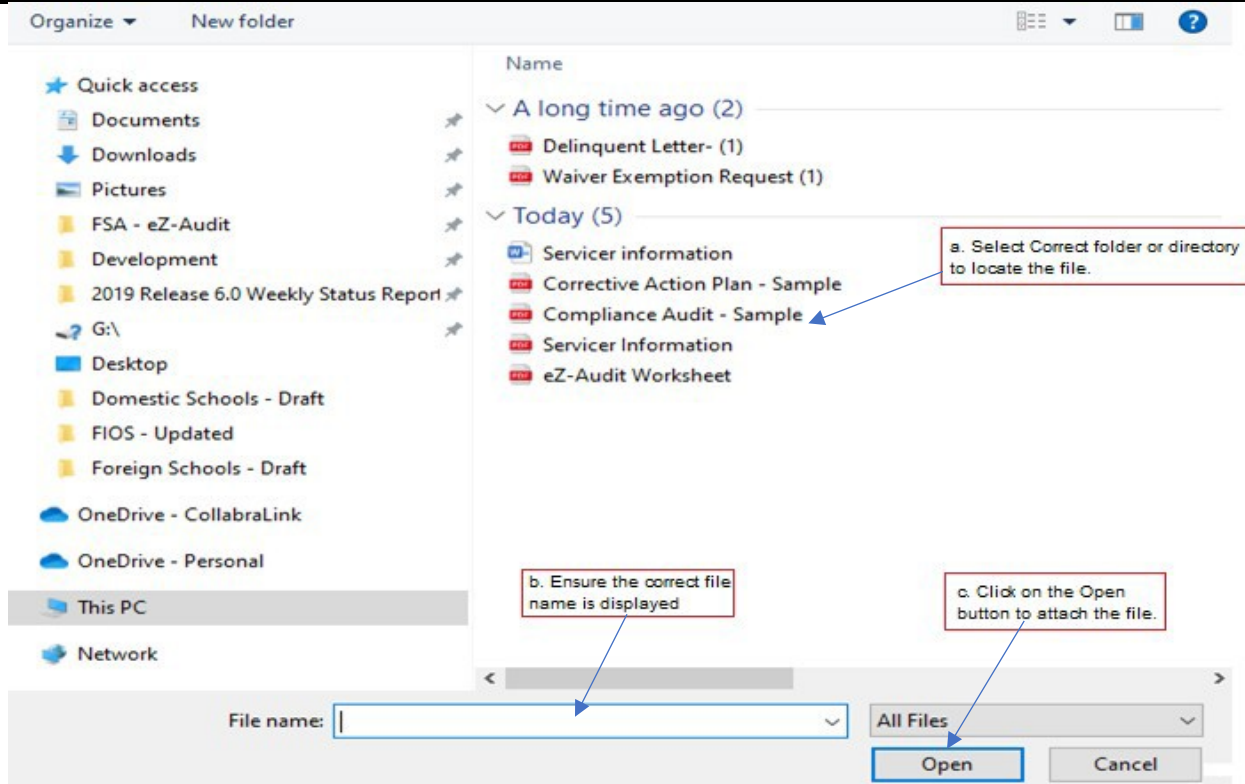 Organize New folder
Quick access
Documents
Downloads
Pictures
FSA - eZ-Audit
Development
2019 Release 6.0 Weekly Status Report
G:\
Desktop
Domestic Schools - Draft
FIOS - Updated
Foreign Schools - Draft
OneDrive - CollabraLink
OneDrive - Personal
This PC
Network
Name
A long time ago (2)
Delinquent Letter- (1)
Waiver Exemption Request (1)
Today (5)
Servicer information
Corrective Action Plan - Sample
Compliance Audit - Sample
Servicer Information
eZ-Audit Worksheet
a. Select Correct folder or directory
to locate the file.
b. Ensure the correct file
name is displayed
c. Click on the Open
button to attach the file.
File name:
All Files
Open Cancel